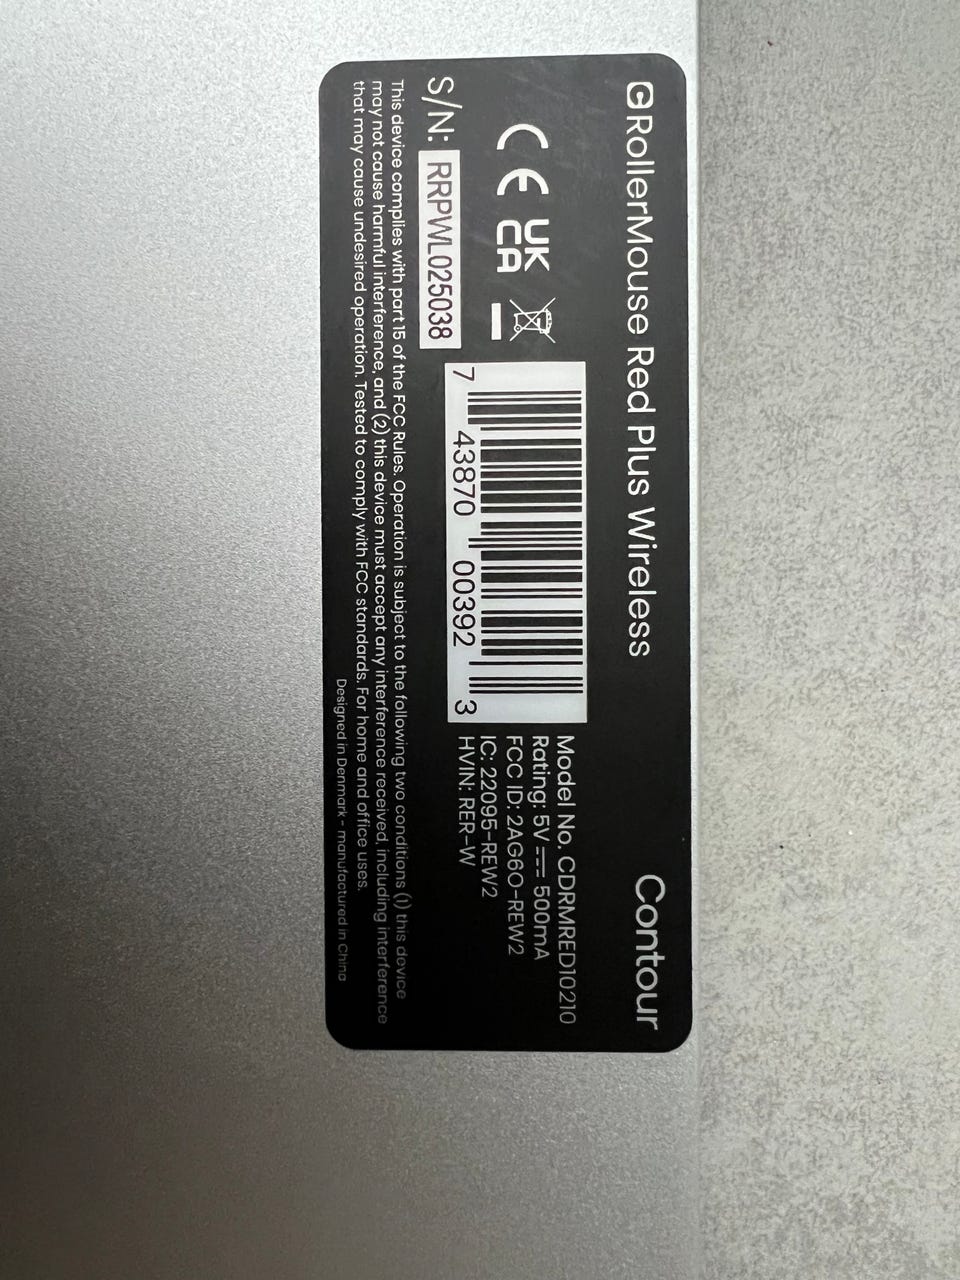 RollerMouse Red Plus Wireless
Contour
CE
UK
CA
S/N: RRPWL025038
7 43870 00392 3
Model No. CDRMRED10210
Rating: 5V ⎓ 500mA
FCC ID: 2AG6O-REW2
IC: 22095-REW2
HVIN: RER-W
This device complies with part 15 of the FCC Rules. Operation is subject to the following two conditions (1) this device
may not cause harmful interference, and (2) this device must accept any interference received, including interference
that may cause undesired operation. Tested to comply with FCC standards. For home and office uses.
Designed in Denmark - manufactured in China